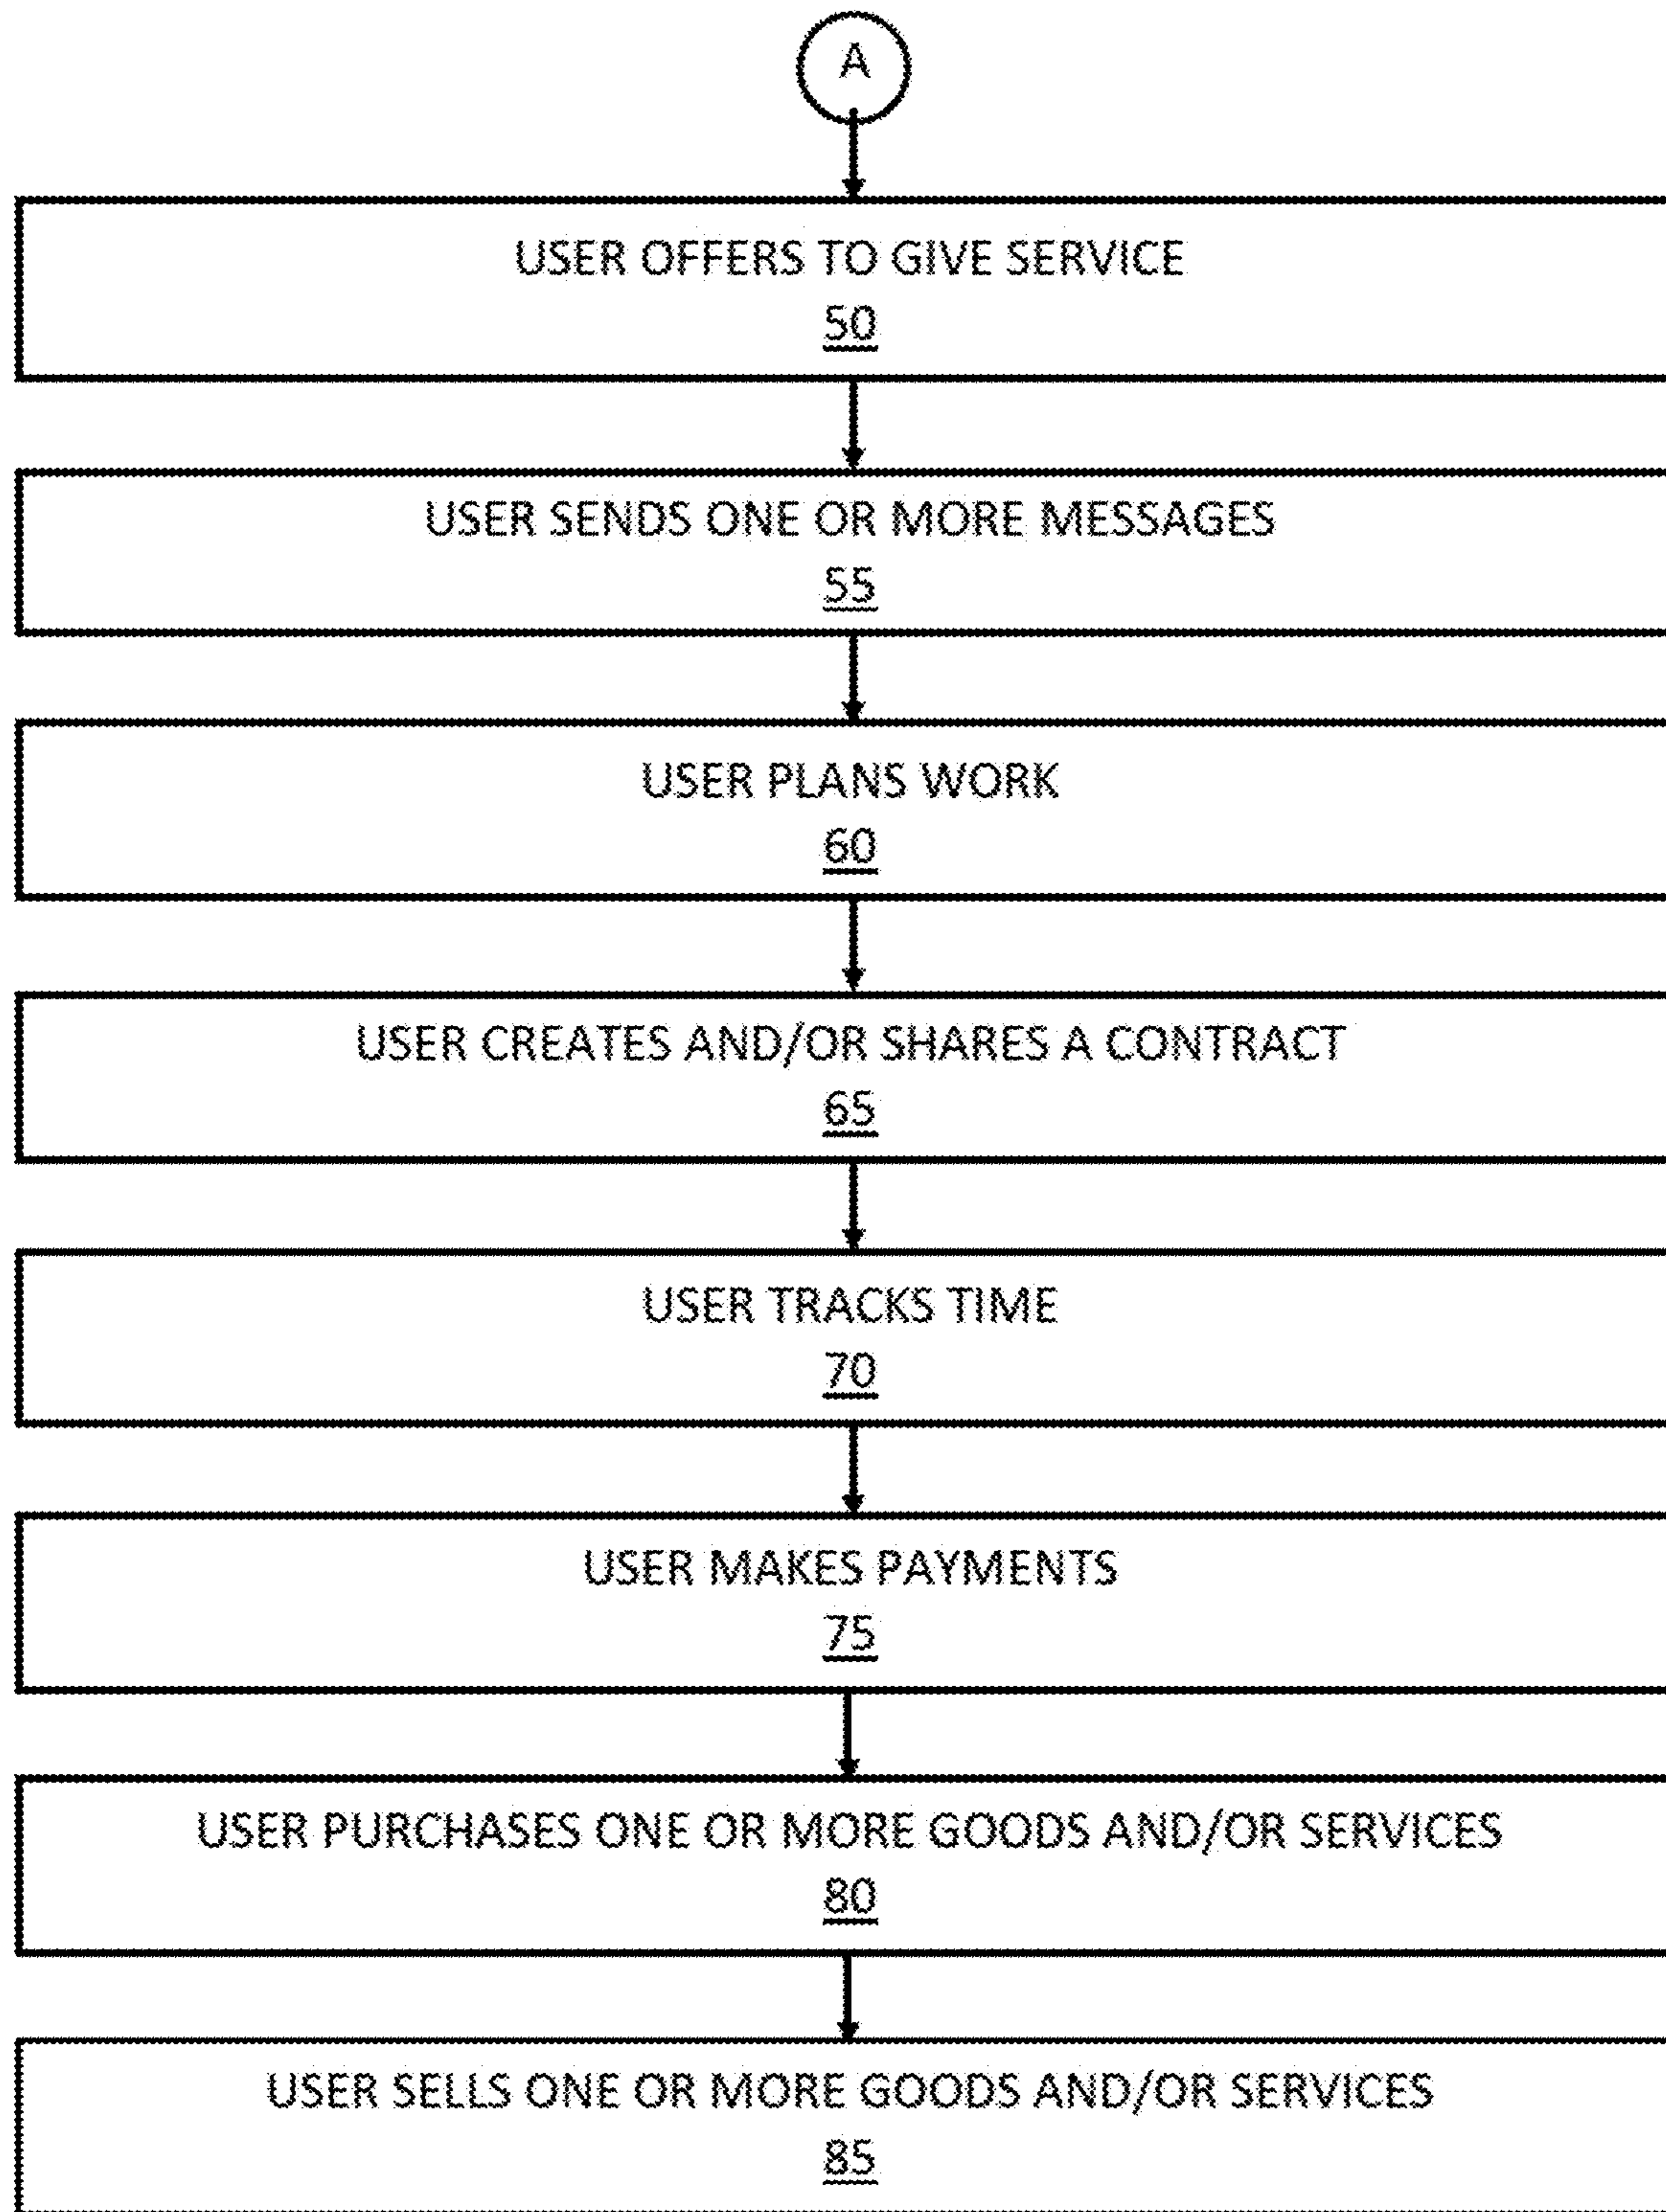 A
USER OFFERS TO GIVE SERVICE
50
USER SENDS ONE OR MORE MESSAGES
55
USER PLANS WORK
60
USER CREATES AND/OR SHARES A CONTRACT
65
USER TRACKS TIME
70
USER MAKES PAYMENTS
75
USER PURCHASES ONE OR MORE GOODS AND/OR SERVICES
80
USER SELLS ONE OR MORE GOODS AND/OR SERVICES
85